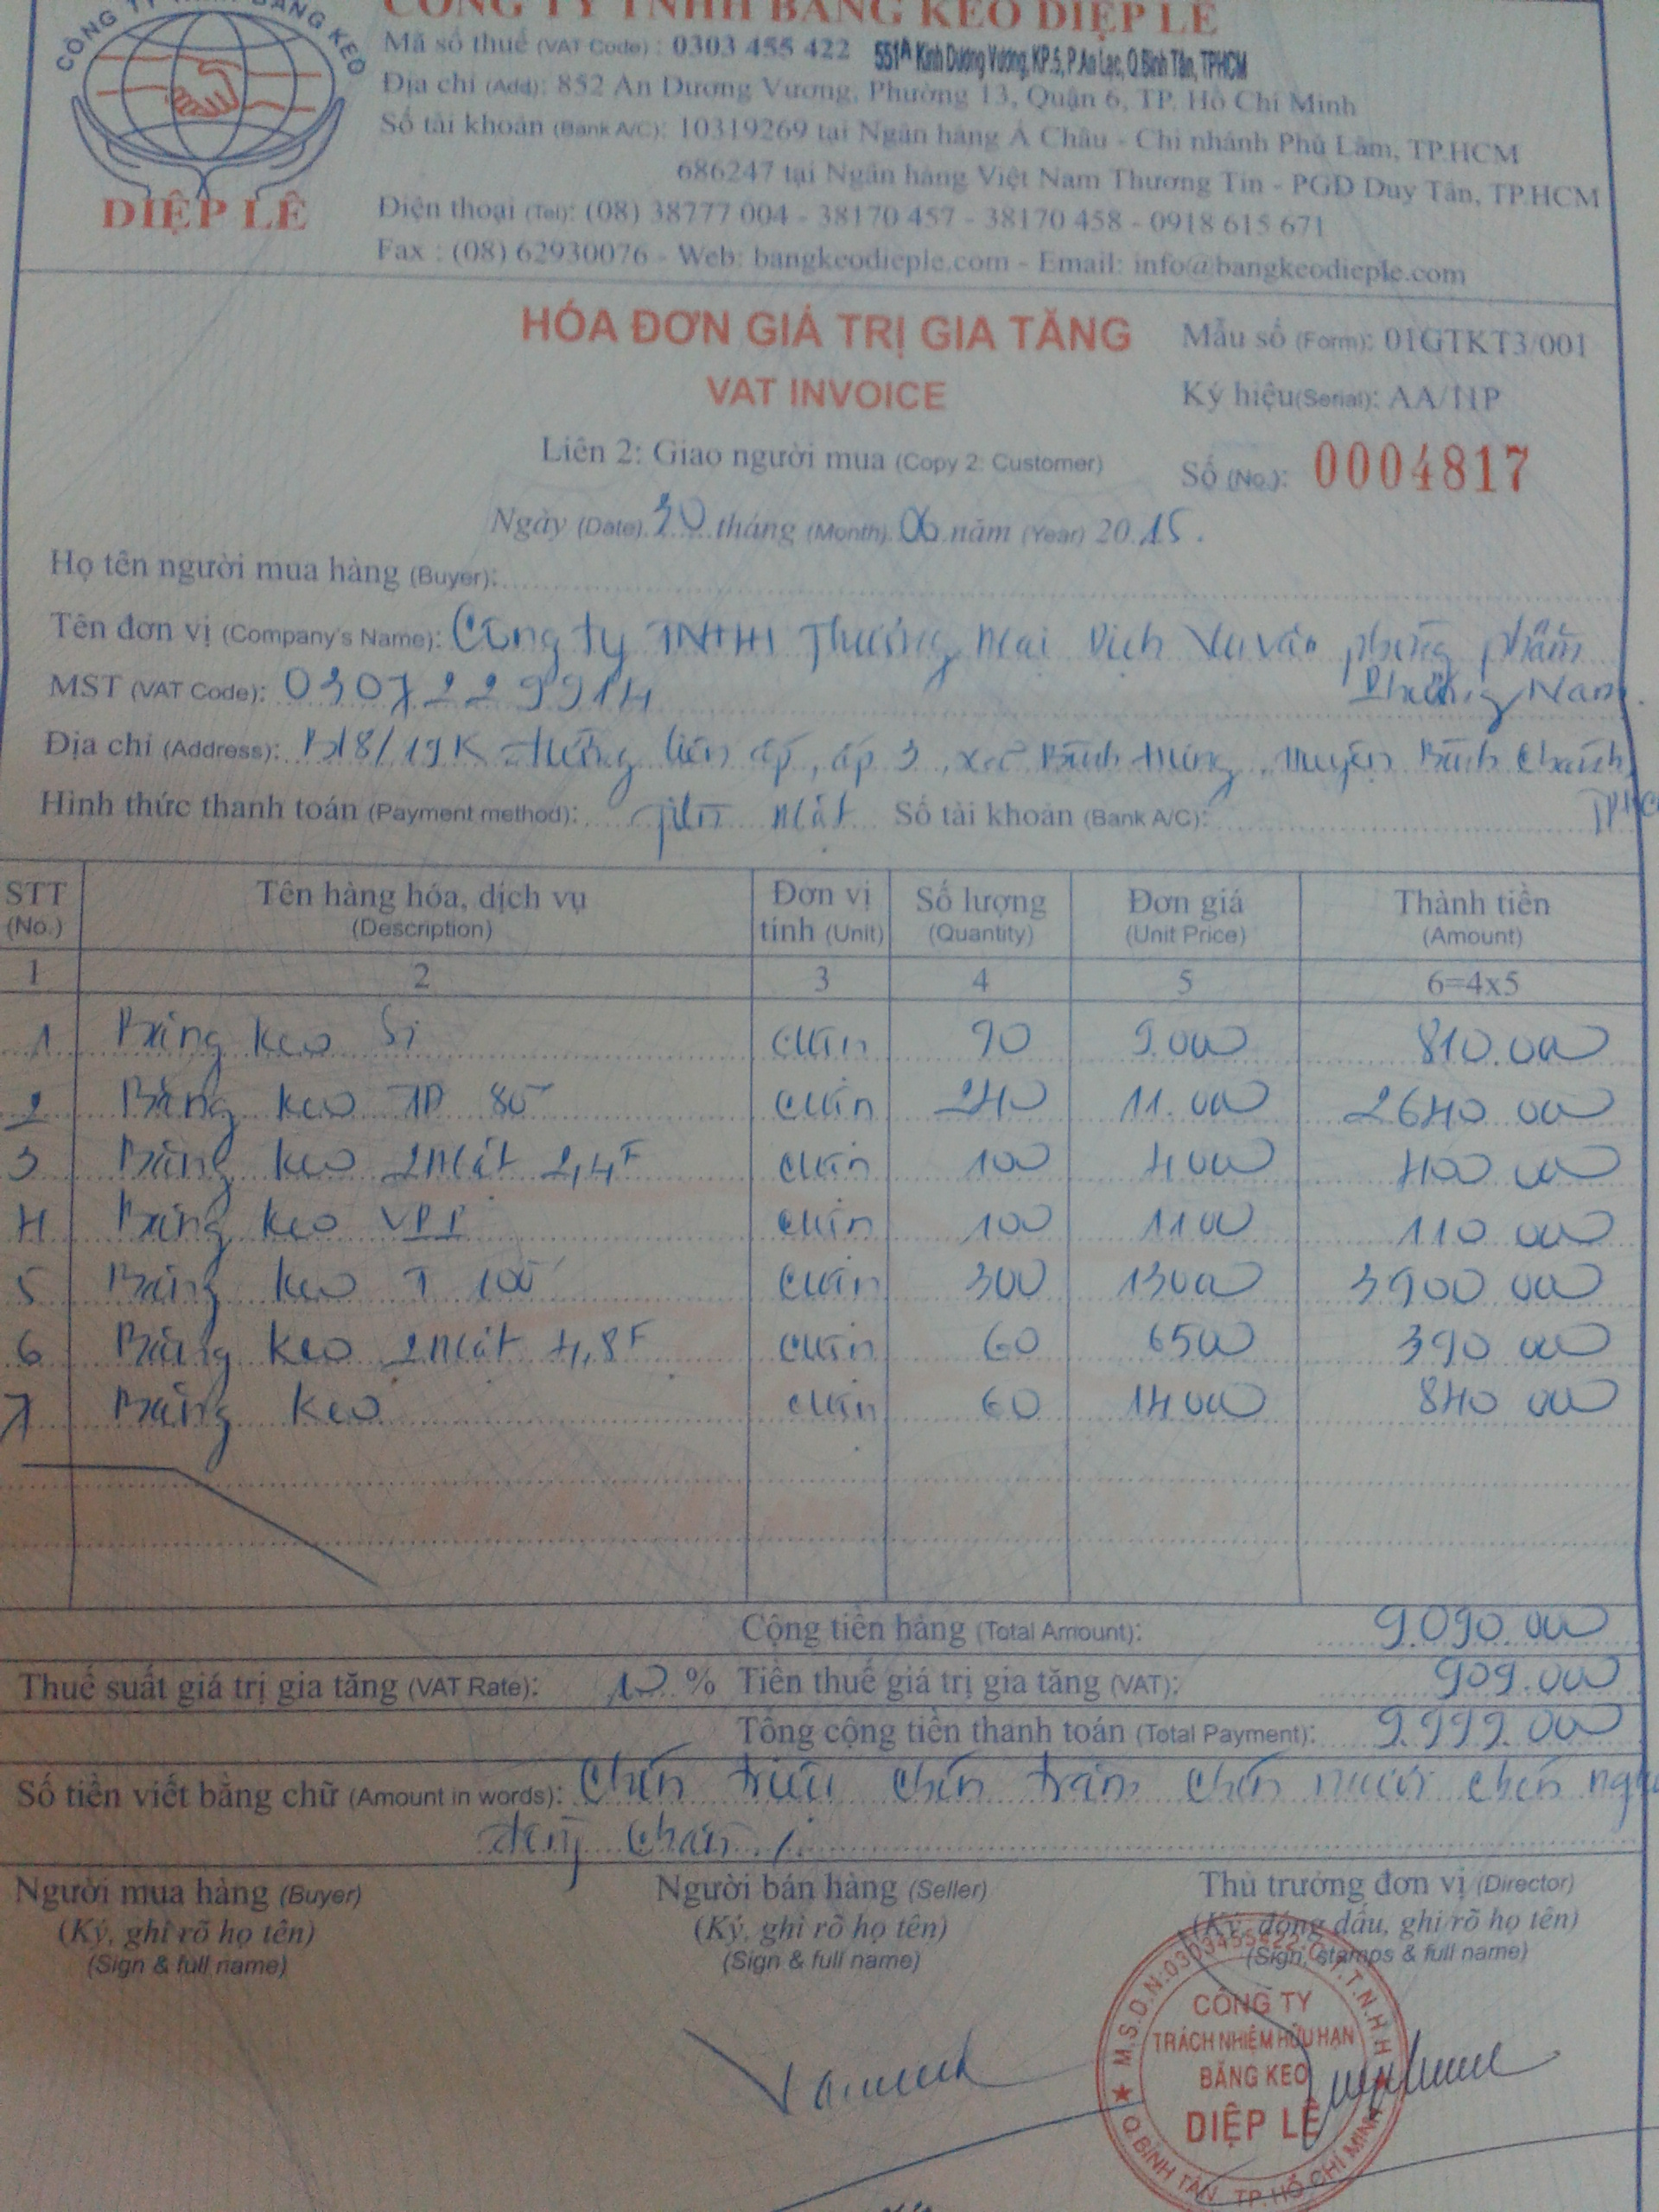 CÔNG TY TNHH BĂNG KEO DIỆP LÊ
CÔNG TY TNHH BĂNG KEO
DIỆP LÊ
Mã số thuế (VAT Code) : 0303 455 422 551A Kinh Dương Vương, KP.5, P.An Lạc, Q.Bình Tân, TPHCM
Địa chỉ (Add): 852 An Dương Vương, Phường 13, Quận 6, TP. Hồ Chí Minh
Số tài khoản (Bank A/C): 10319269 tại Ngân hàng Á Châu - Chi nhánh Phú Lâm, TP.HCM
686247 tại Ngân hàng Việt Nam Thương Tín - PGD Duy Tân, TP.HCM
Điện thoại (Tel): (08) 38777 004 - 38170 457 - 38170 458 - 0918 615 671
Fax : (08) 62930076 - Web: bangkeodieple.com - Email: info@bangkeodieple.com
HÓA ĐƠN GIÁ TRỊ GIA TĂNG
VAT INVOICE
Mẫu số (Form): 01GTKT3/001
Ký hiệu(Serial): AA/11P
Liên 2: Giao người mua (Copy 2: Customer)
Số (No.): 0004817
Ngày (Date) 30 tháng (Month) 06 năm (Year) 2015.
Họ tên người mua hàng (Buyer):
Tên đơn vị (Company's Name): Công ty TNHH Thương Mại Dịch Vụ văn phòng phẩm
Phương Nam.
MST (VAT Code): 0307229914
Địa chỉ (Address): B18/19K đường liên ấp, ấp 3, xã Bình Hưng, Huyện Bình Chánh,
Hình thức thanh toán (Payment method): Tiền mặt Số tài khoản (Bank A/C):
STT (No.) Tên hàng hóa, dịch vụ (Description) Đơn vị tính (Unit) Số lượng (Quantity) Đơn giá (Unit Price) Thành tiền (Amount)
1 2 3 4 5 6=4x5
1 Băng keo Si cuấn 90 9.000 810.000
2 Băng keo 80 cuấn 240 11.000 2640.000
3 Băng keo 2 mặt 2,4F cuấn 100 4000 400 000
4 Băng keo VPP cuấn 100 1100 110 000
5 Băng keo T 100 cuấn 300 13000 3900 000
6 Băng keo 2 mặt 4,8F cuấn 60 6500 390 000
7 Băng keo cuấn 60 14000 840 000
Cộng tiền hàng (Total Amount): 9.090.000
Thuế suất giá trị gia tăng (VAT Rate): 10 % Tiền thuế giá trị gia tăng (VAT): 909.000
Tổng cộng tiền thanh toán (Total Payment): 9.999.000
Số tiền viết bằng chữ (Amount in words): Chín triệu chín trăm chín mươi chín
đồng chẵn
Người mua hàng (Buyer) Người bán hàng (Seller) Thủ trưởng đơn vị (Director)
(Ký, ghi rõ họ tên) (Ký, ghi rõ họ tên) (Ký, đóng dấu, ghi rõ họ tên)
(Sign & full name) (Sign & full name) (Sign, stamps & full name)
M.S.D.N:0303455422-C.T.T.N.H.H
CÔNG TY
TRÁCH NHIỆM HỮU HẠN
BĂNG KEO
DIỆP LÊ
Q.BÌNH TÂN TP.HỒ CHÍ MINH